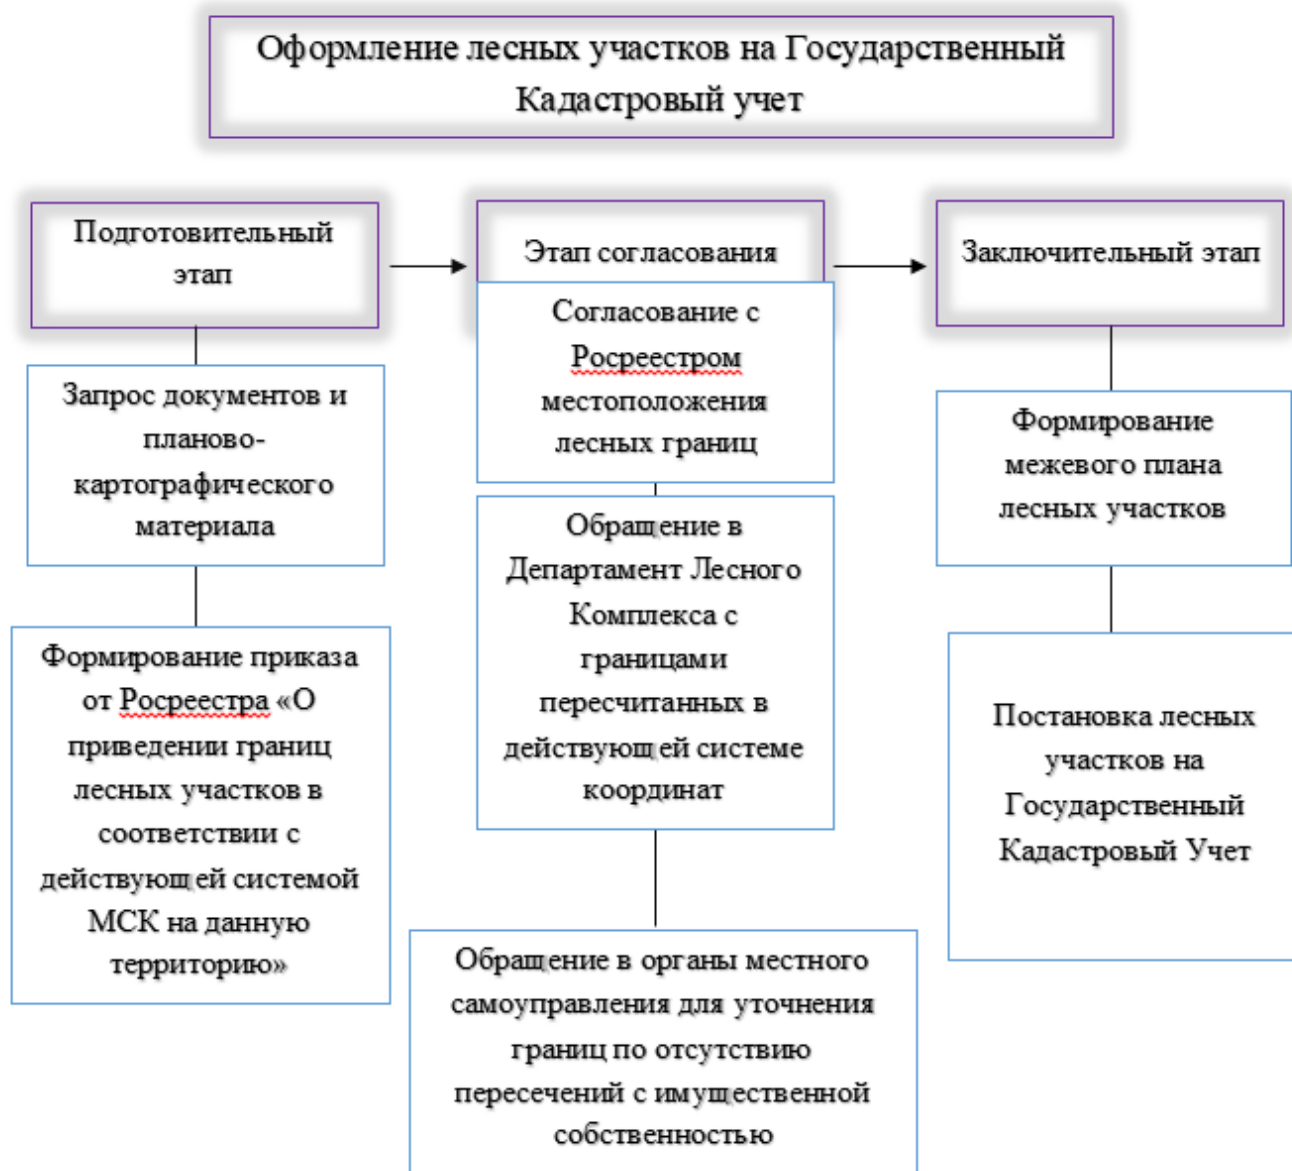 Оформление лесных участков на Государственный
Кадастровый учет
Подготовительный
этап
Запрос документов и
планово-
картографического
материала
Формирование приказа
от Росреестра «О
приведении границ
лесных участков в
соответствии с
действующей системой
МСК на данную
территорию»
Этап согласования
Согласование с
Росреестром
местоположения
лесных границ
Обращение в
Департамент Лесного
Комплекса с
границами
пересчитанных в
действующей системе
координат
Обращение в органы местного
самоуправления для уточнения
границ по отсутствию
пересечений с имущественной
собственностью
Заключительный этап
Формирование
межевого плана
лесных участков
Постановка лесных
участков на
Государственный
Кадастровый Учет